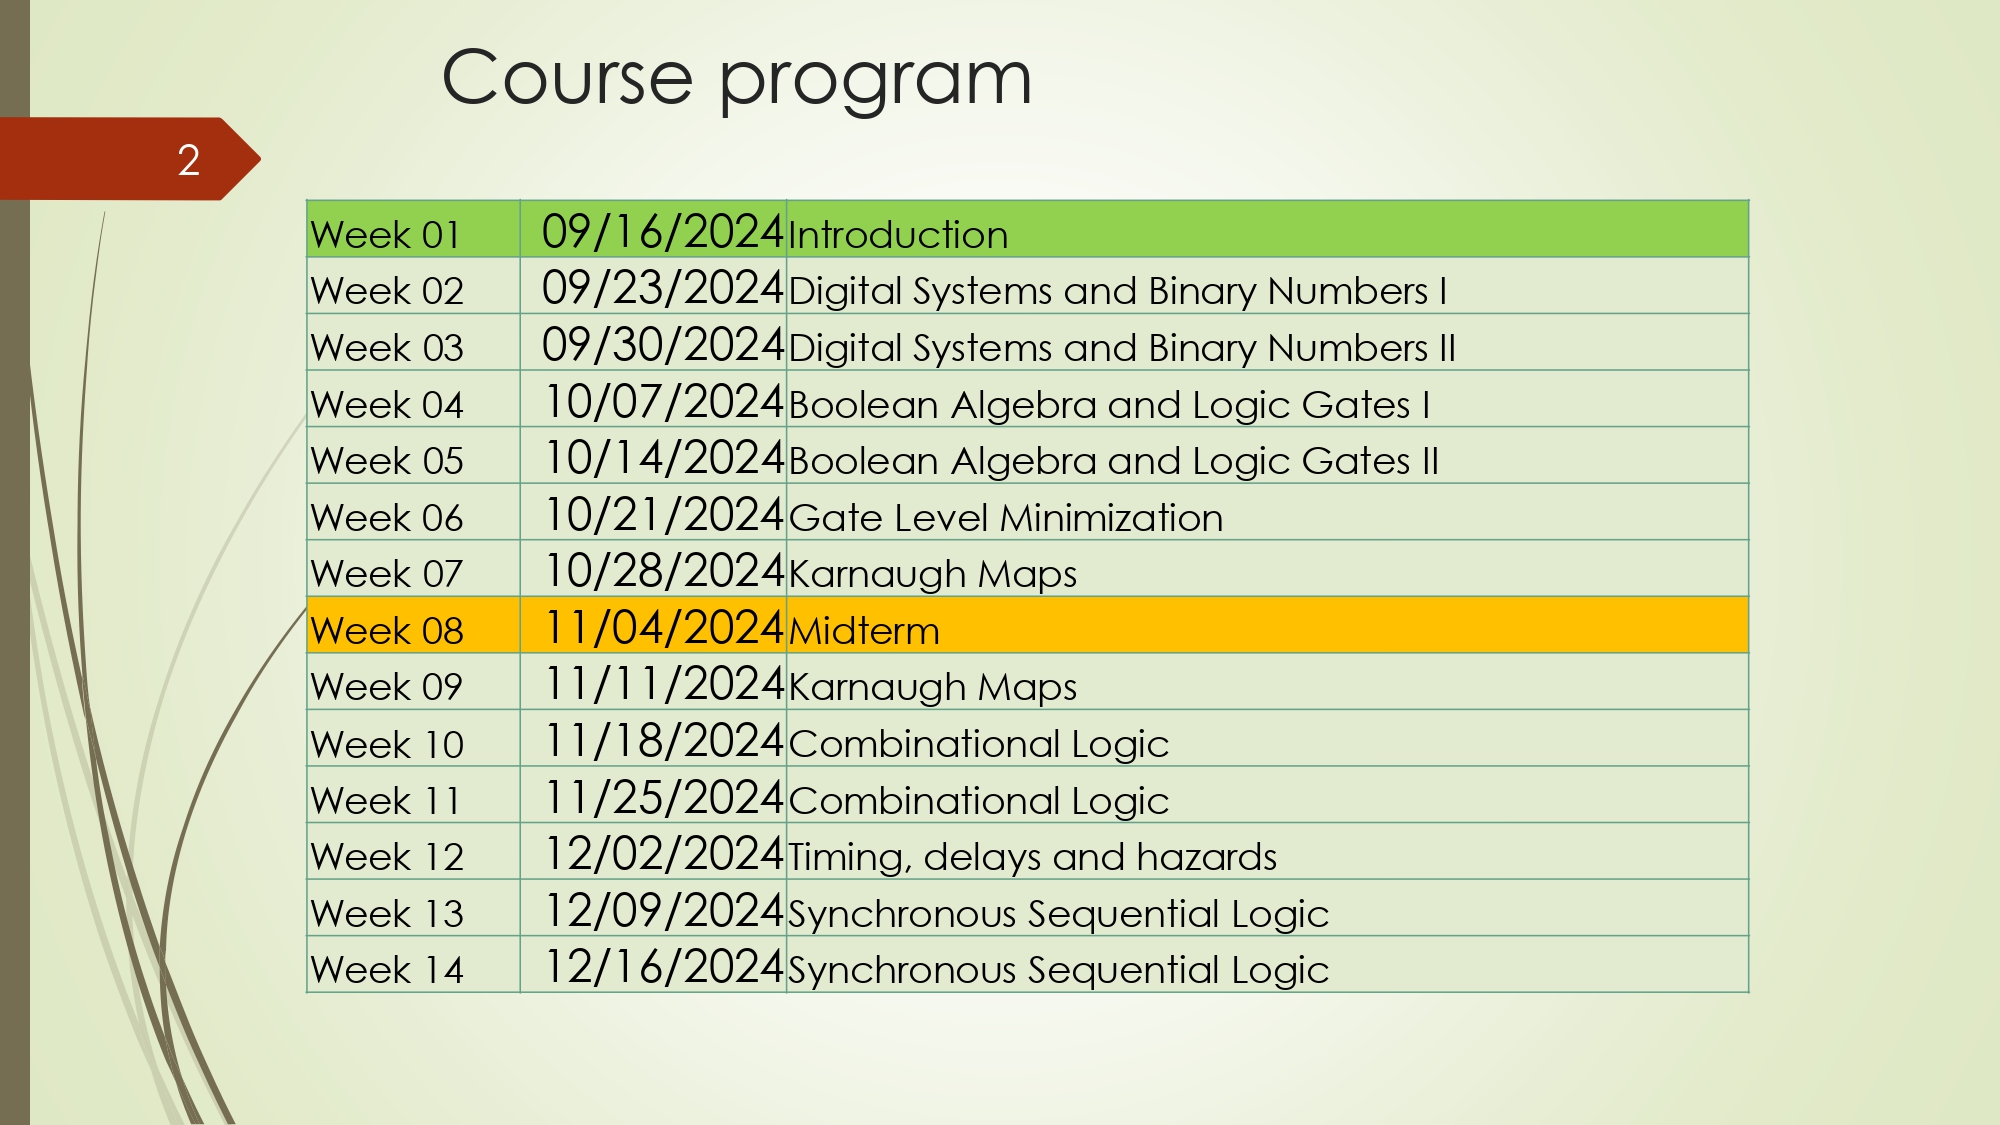 Course program
2
Week 01 09/16/2024 Introduction
Week 02 09/23/2024 Digital Systems and Binary Numbers I
Week 03 09/30/2024 Digital Systems and Binary Numbers II
Week 04 10/07/2024 Boolean Algebra and Logic Gates I
Week 05 10/14/2024 Boolean Algebra and Logic Gates II
Week 06 10/21/2024 Gate Level Minimization
Week 07 10/28/2024 Karnaugh Maps
Week 08 11/04/2024 Midterm
Week 09 11/11/2024 Karnaugh Maps
Week 10 11/18/2024 Combinational Logic
Week 11 11/25/2024 Combinational Logic
Week 12 12/02/2024 Timing, delays and hazards
Week 13 12/09/2024 Synchronous Sequential Logic
Week 14 12/16/2024 Synchronous Sequential Logic